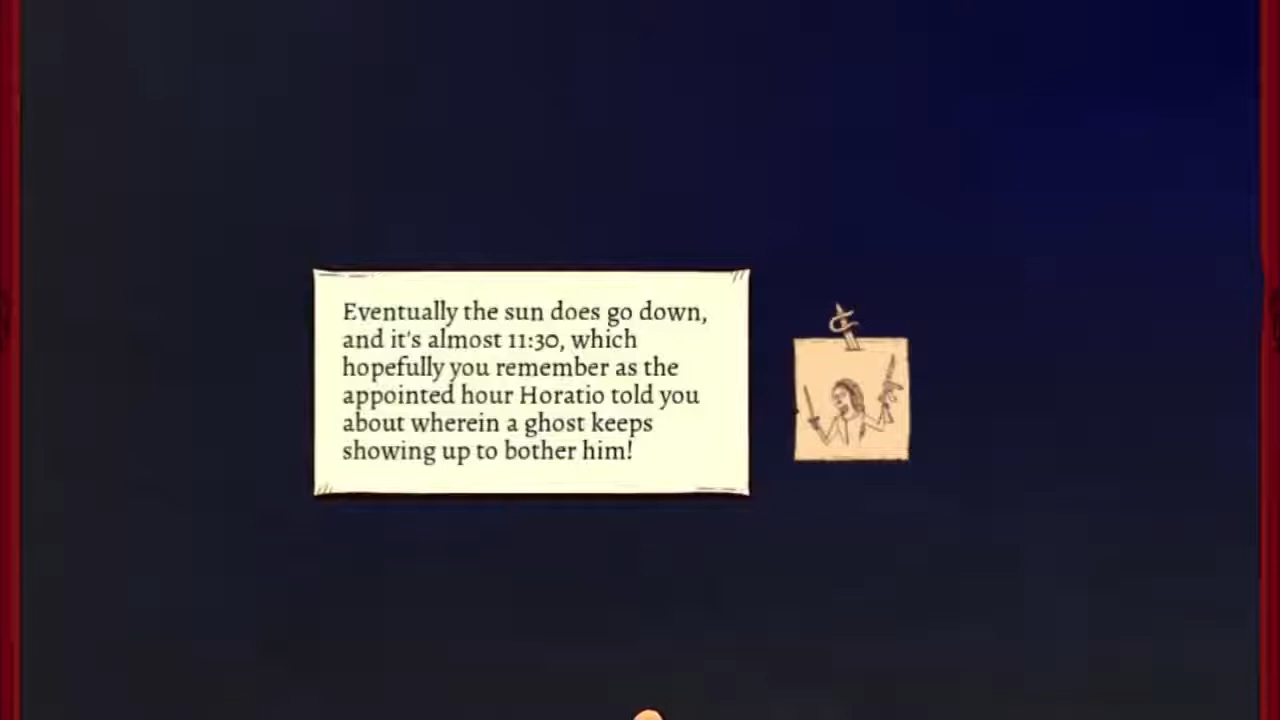 Eventually the sun does go down,
and it's almost 11:30, which
hopefully you remember as the
appointed hour Horatio told you
about wherein a ghost keeps
showing up to bother him!